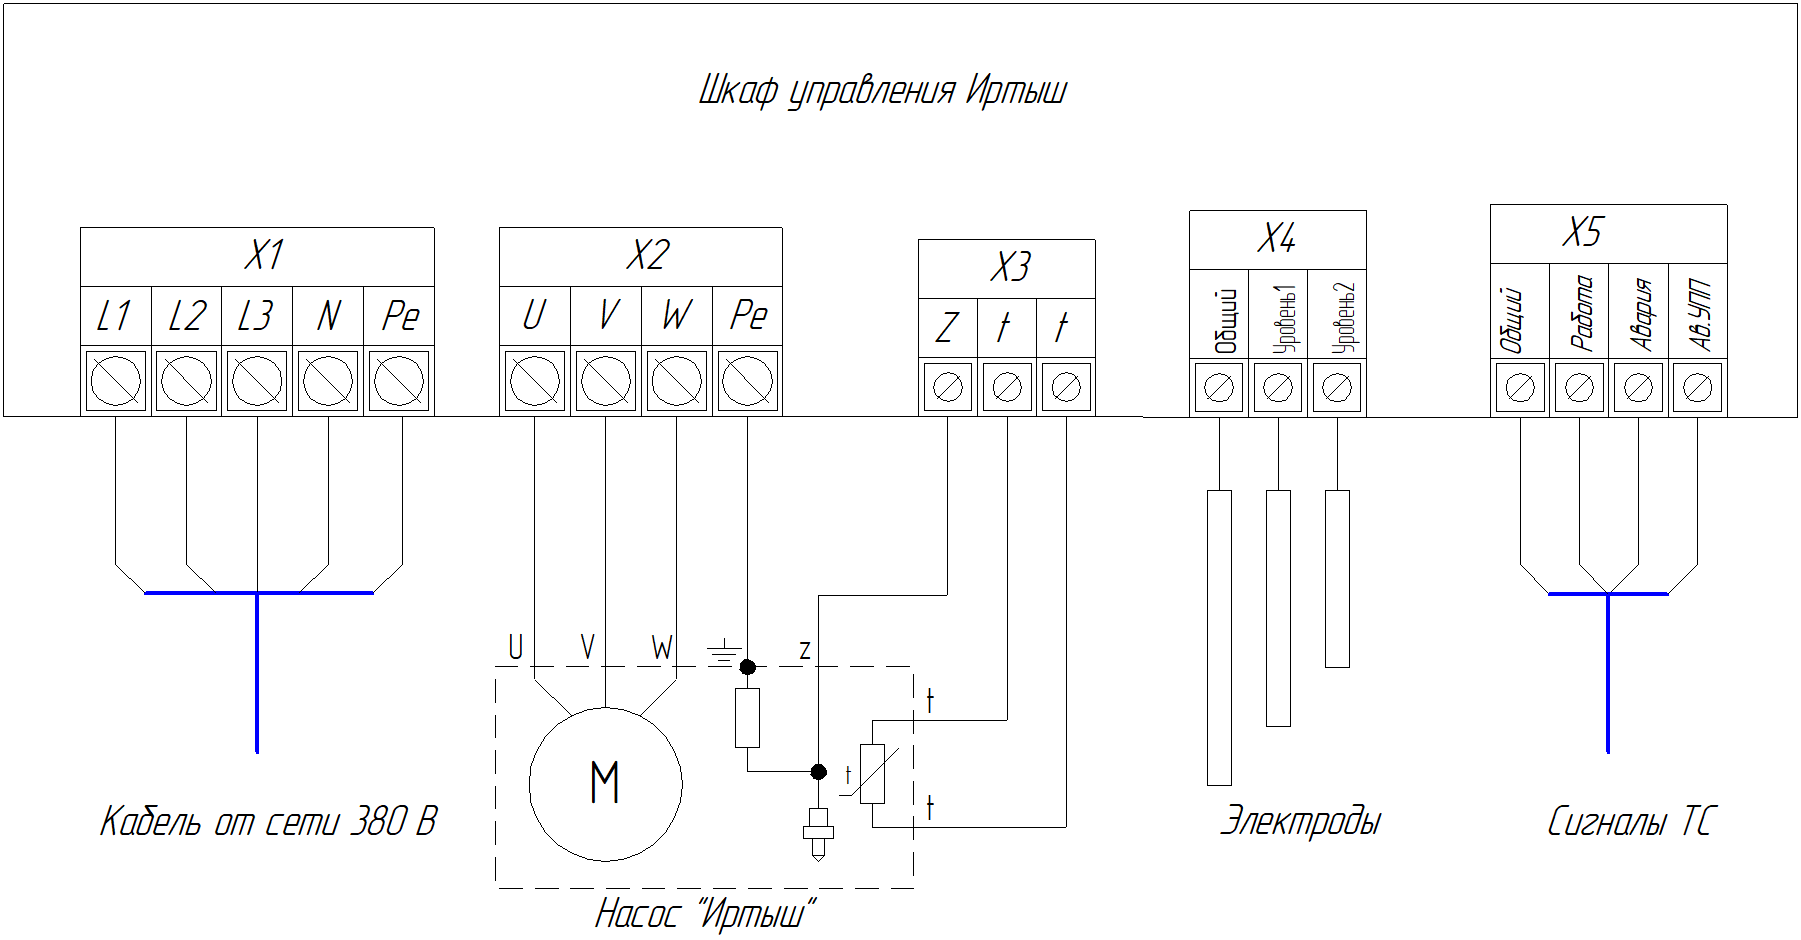 Шкаф управления Иртыш
X1
L1 L2 L3 N Pe
X2
U V W Pe
X3
Z t t
X4
Общий Уровень1 Уровень2
X5
Общий Работа Авария Ав.УПП
U V W z
t
t
t
M
Кабель от сети 380 В
Насос "Иртыш"
Электроды
Сигналы ТС